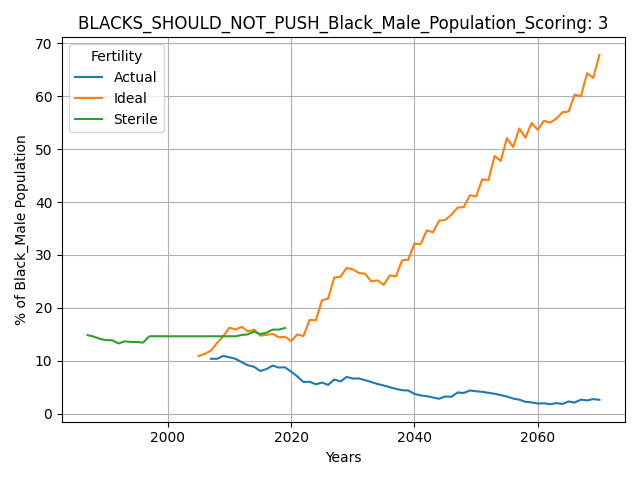 BLACKS_SHOULD_NOT_PUSH_Black_Male_Population_Scoring: 3
% of Black_Male Population
70
60
50
40
30
20
10
0
Fertility
Actual
Ideal
Sterile
2000
2020
2040
2060
Years